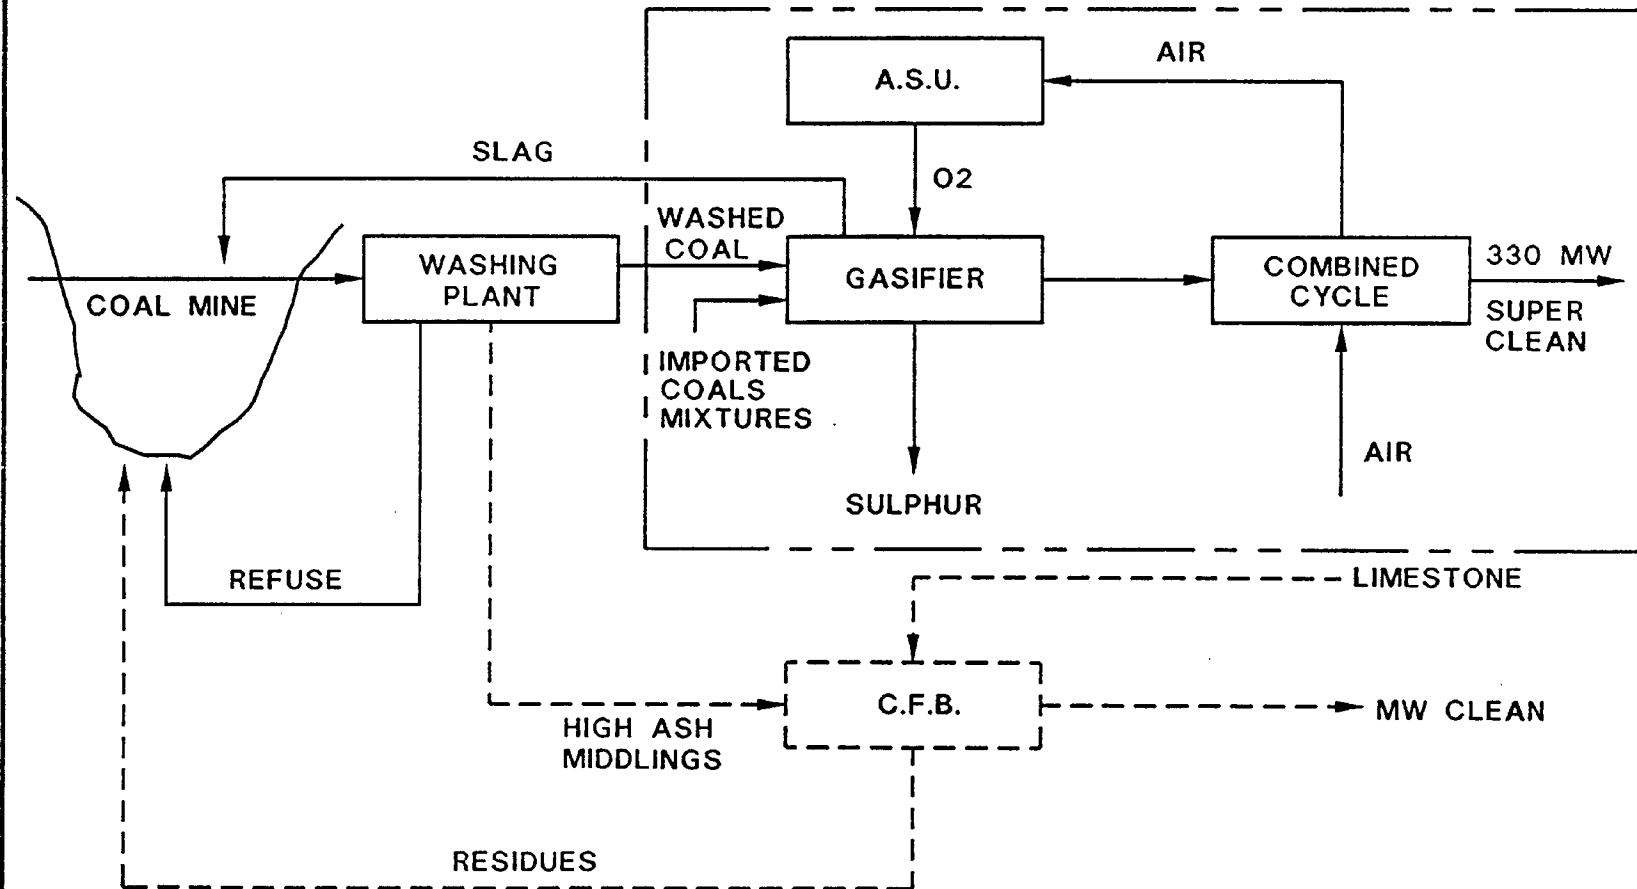 A.S.U.
AIR
SLAG
O2
WASHED
COAL
WASHING
PLANT
GASIFIER
COMBINED
CYCLE
330 MW
SUPER
CLEAN
COAL MINE
IMPORTED
COALS
MIXTURES
AIR
SULPHUR
REFUSE
LIMESTONE
C.F.B.
MW CLEAN
HIGH ASH
MIDDLINGS
RESIDUES